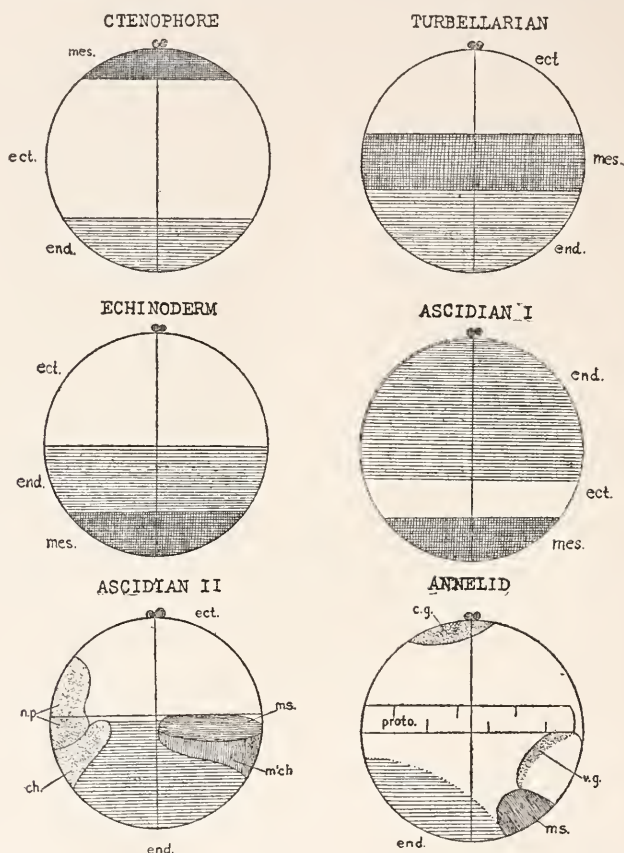 CTENOPHORE
mes.
ect.
end.
TURBELLARIAN
ect
mes.
end.
ECHINODERM
ect.
end.
mes.
ASCIDIAN I
end.
ect.
mes.
ASCIDIAN II
ect.
n.p
ch.
ms.
m'ch
end.
ANNELID
c.g.
proto.
v.g.
ms.
end.